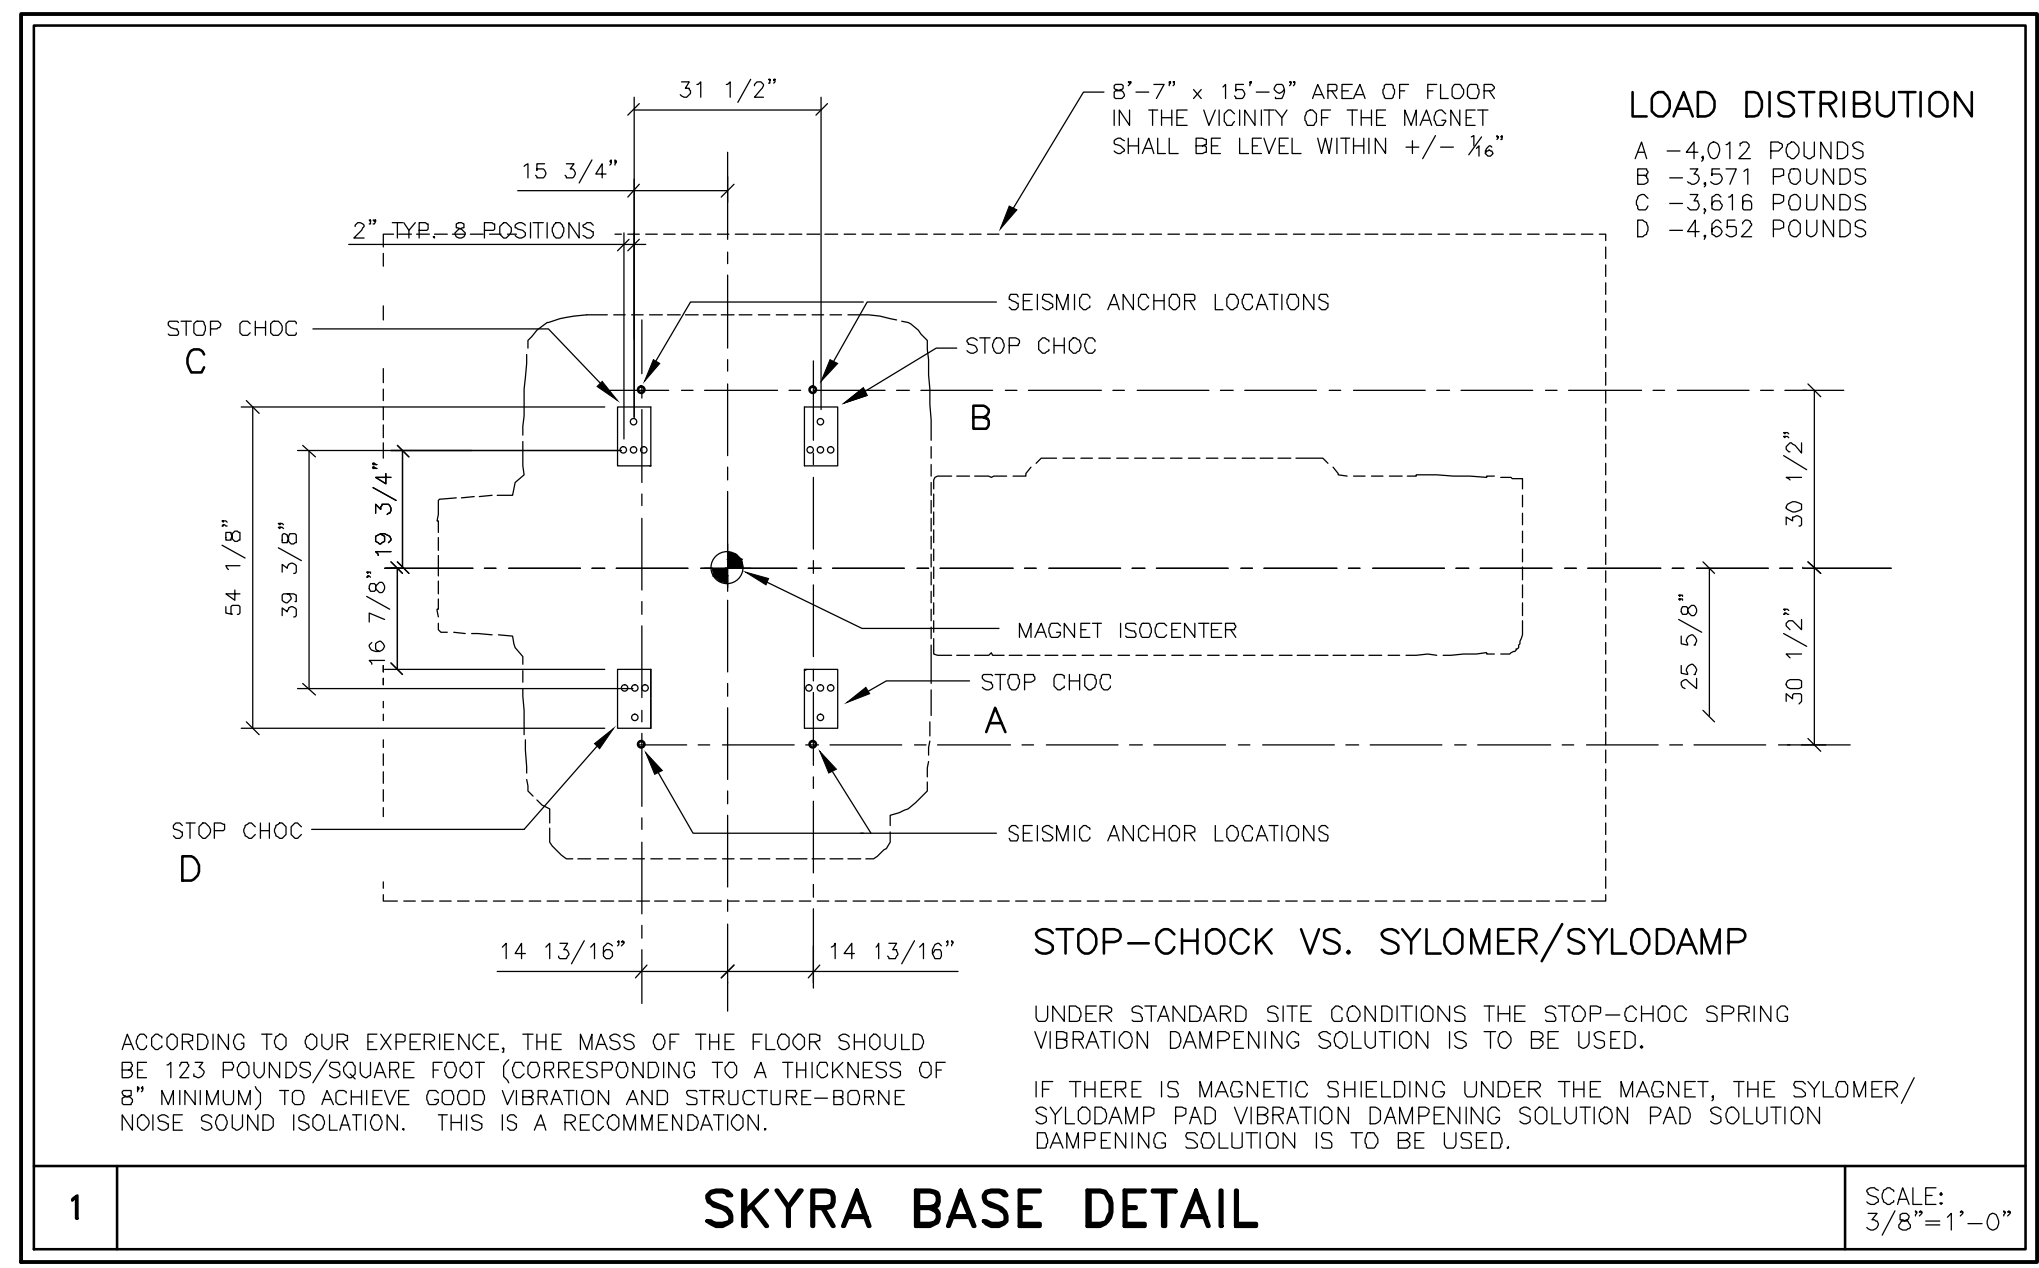 31 1/2”
15 3/4”
2” TYP. 8 POSITIONS
8’-7” x 15’-9” AREA OF FLOOR
IN THE VICINITY OF THE MAGNET
SHALL BE LEVEL WITHIN +/- 1/16”
LOAD DISTRIBUTION
A -4,012 POUNDS
B -3,571 POUNDS
C -3,616 POUNDS
D -4,652 POUNDS
SEISMIC ANCHOR LOCATIONS
STOP CHOC
C
STOP CHOC
B
54 1/8”
39 3/8”
19 3/4”
16 7/8”
30 1/2”
25 5/8”
30 1/2”
MAGNET ISOCENTER
STOP CHOC
A
STOP CHOC
D
SEISMIC ANCHOR LOCATIONS
14 13/16”
14 13/16”
STOP-CHOCK VS. SYLOMER/SYLODAMP
UNDER STANDARD SITE CONDITIONS THE STOP-CHOC SPRING
VIBRATION DAMPENING SOLUTION IS TO BE USED.
IF THERE IS MAGNETIC SHIELDING UNDER THE MAGNET, THE SYLOMER/
SYLODAMP PAD VIBRATION DAMPENING SOLUTION PAD SOLUTION
DAMPENING SOLUTION IS TO BE USED.
ACCORDING TO OUR EXPERIENCE, THE MASS OF THE FLOOR SHOULD
BE 123 POUNDS/SQUARE FOOT (CORRESPONDING TO A THICKNESS OF
8” MINIMUM) TO ACHIEVE GOOD VIBRATION AND STRUCTURE-BORNE
NOISE SOUND ISOLATION. THIS IS A RECOMMENDATION.
1
SKYRA BASE DETAIL
SCALE:
3/8”=1’-0”